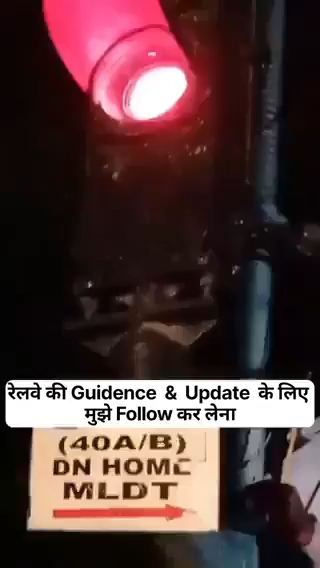 रेलवे की Guidence & Update के लिए
मुझे Follow कर लेना
(40A/B)
DN HOME
MLDT